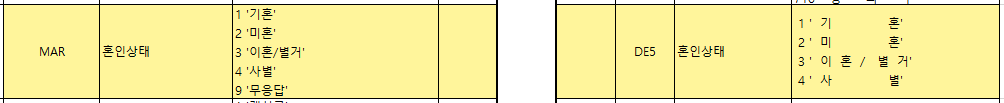 MAR
혼인상태
1 '기혼'
2 '미혼'
3 '이혼/별거'
4 '사별'
9 '무응답'
DE5
혼인상태
1 ' 기 혼'
2 ' 미 혼'
3 ' 이 혼 / 별 거'
4 ' 사 별'